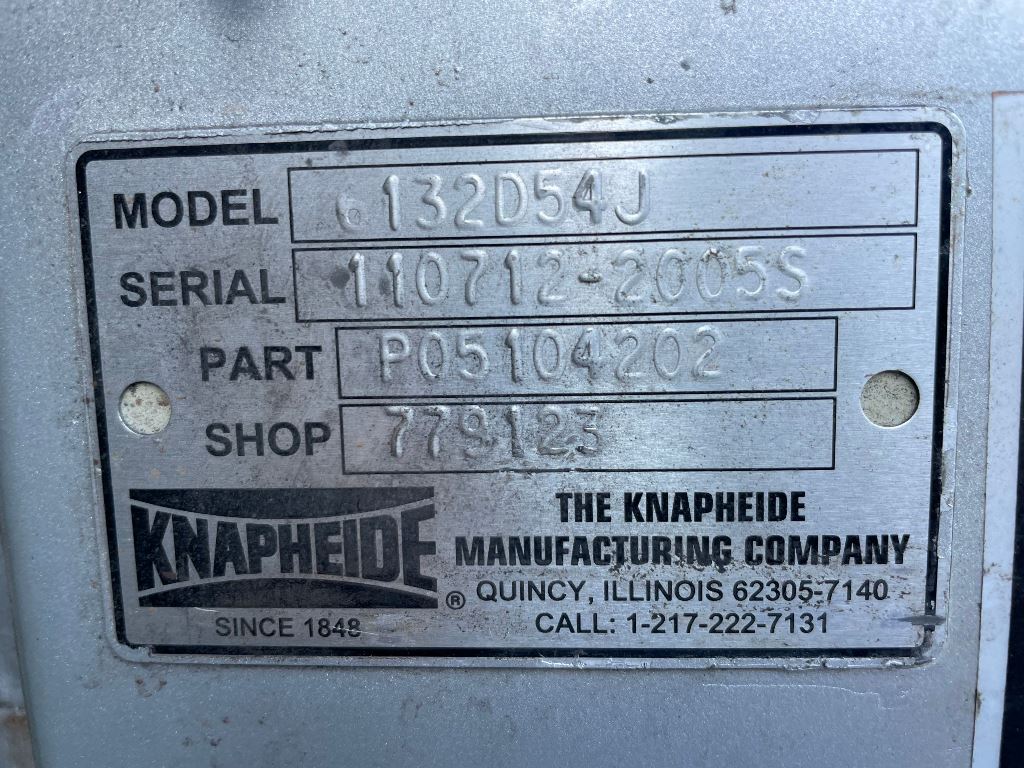 MODEL 6132D54J
SERIAL 110712-2005S
PART P05104202
SHOP 779123
KNAPHEIDE ®
SINCE 1848
THE KNAPHEIDE
MANUFACTURING COMPANY
QUINCY, ILLINOIS 62305-7140
CALL: 1-217-222-7131